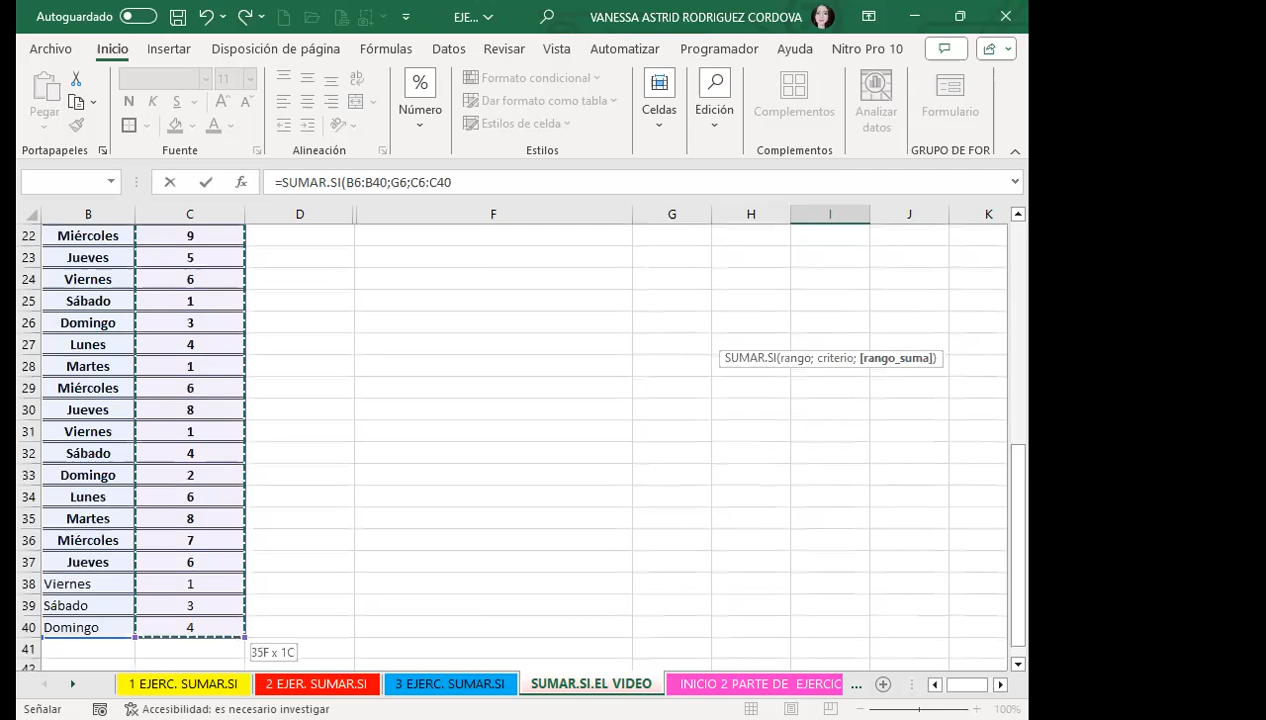 Autoguardado EJE... VANESSA ASTRID RODRIGUEZ CORDOVA
Archivo Inicio Insertar Disposición de página Fórmulas Datos Revisar Vista Automatizar Programador Ayuda Nitro Pro 10
Pegar
11
N K S A A
A
ab
%
Número
Formato condicional
Dar formato como tabla
Estilos de celda
Celdas
Edición
Complementos
Analizar
datos
Formulario
Portapapeles Fuente Alineación Estilos Complementos GRUPO DE FOR
fx =SUMAR.SI(B6:B40;G6;C6:C40
B C D F G H I J K
22 Miércoles 9
23 Jueves 5
24 Viernes 6
25 Sábado 1
26 Domingo 3
27 Lunes 4
SUMAR.SI(rango; criterio; [rango_suma])
28 Martes 1
29 Miércoles 6
30 Jueves 8
31 Viernes 1
32 Sábado 4
33 Domingo 2
34 Lunes 6
35 Martes 8
36 Miércoles 7
37 Jueves 6
38 Viernes 1
39 Sábado 3
40 Domingo 4
41
35F x 1C
42
1 EJERC. SUMAR.SI 2 EJER. SUMAR.SI 3 EJERC. SUMAR.SI SUMAR.SI.EL VIDEO INICIO 2 PARTE DE EJERCIC ...
Señalar Accesibilidad: es necesario investigar 100%